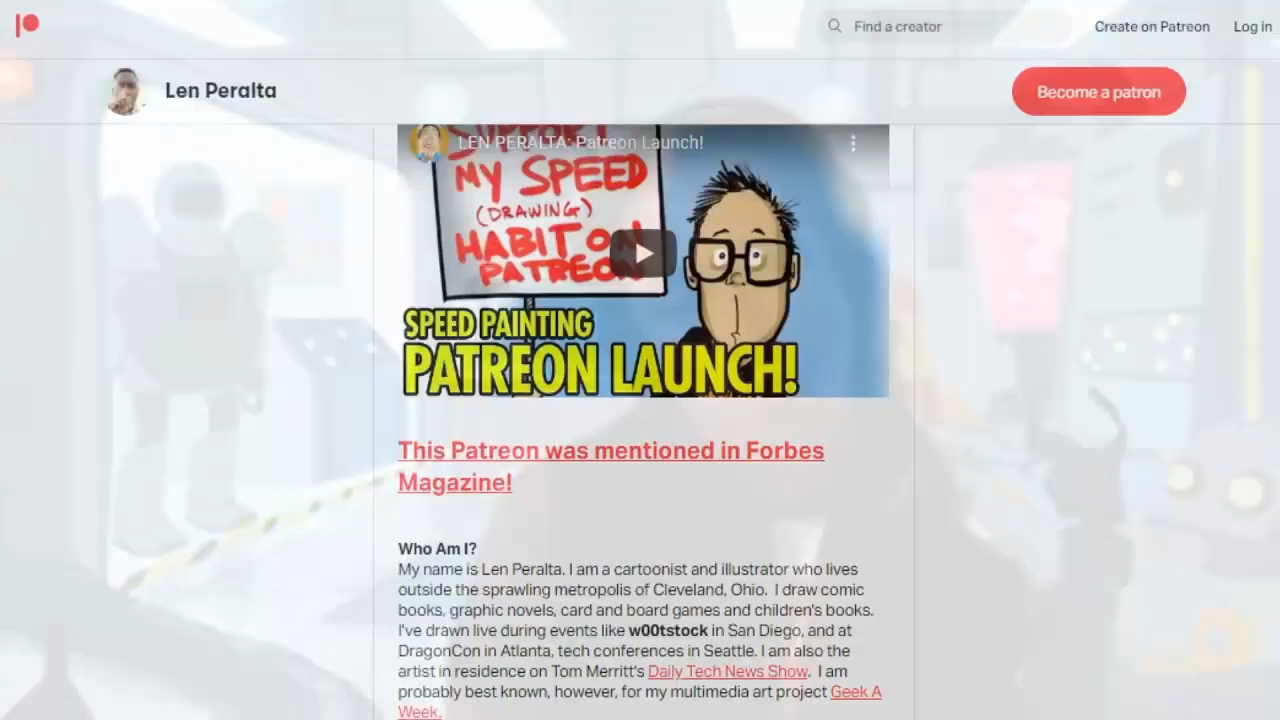 Find a creator
Create on Patreon
Log in
Len Peralta
Become a patron
LEN PERALTA: Patreon Launch!
SUPPORT
MY SPEED
(DRAWING)
HABIT ON
PATREON
SPEED PAINTING
PATREON LAUNCH!
This Patreon was mentioned in Forbes
Magazine!
Who Am I?
My name is Len Peralta. I am a cartoonist and illustrator who lives
outside the sprawling metropolis of Cleveland, Ohio.  I draw comic
books, graphic novels, card and board games and children's books.
I've drawn live during events like w00tstock in San Diego, and at
DragonCon in Atlanta, tech conferences in Seattle. I am also the
artist in residence on Tom Merritt's Daily Tech News Show.  I am
probably best known, however, for my multimedia art project Geek A
Week.